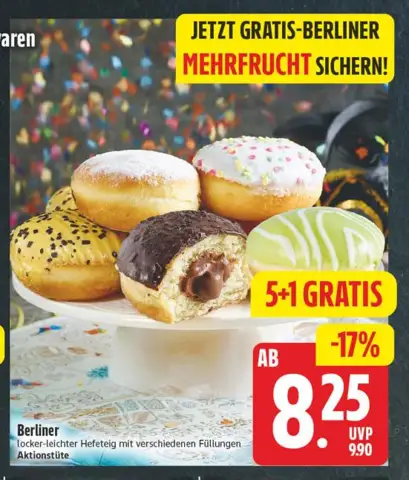 aren
JETZT GRATIS-BERLINER
MEHRFRUCHT SICHERN!
5+1 GRATIS
-17%
AB
8.25
UVP
9.90
Berliner
locker-leichter Hefeteig mit verschiedenen Füllungen
Aktionstüte